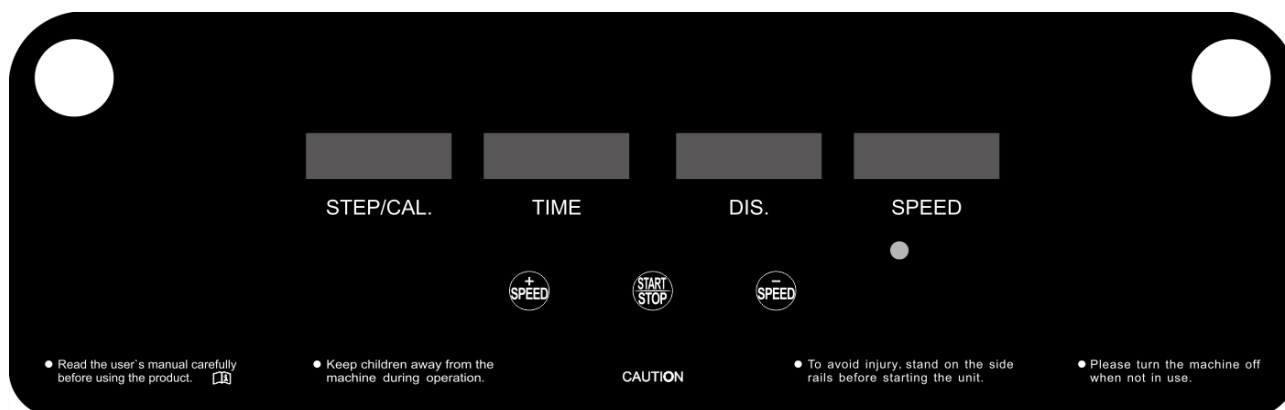 STEP/CAL. TIME DIS. SPEED
+ START −
SPEED STOP SPEED
● Read the user`s manual carefully
before using the product.
● Keep children away from the
machine during operation.
CAUTION
● To avoid injury, stand on the side
rails before starting the unit.
● Please turn the machine off
when not in use.